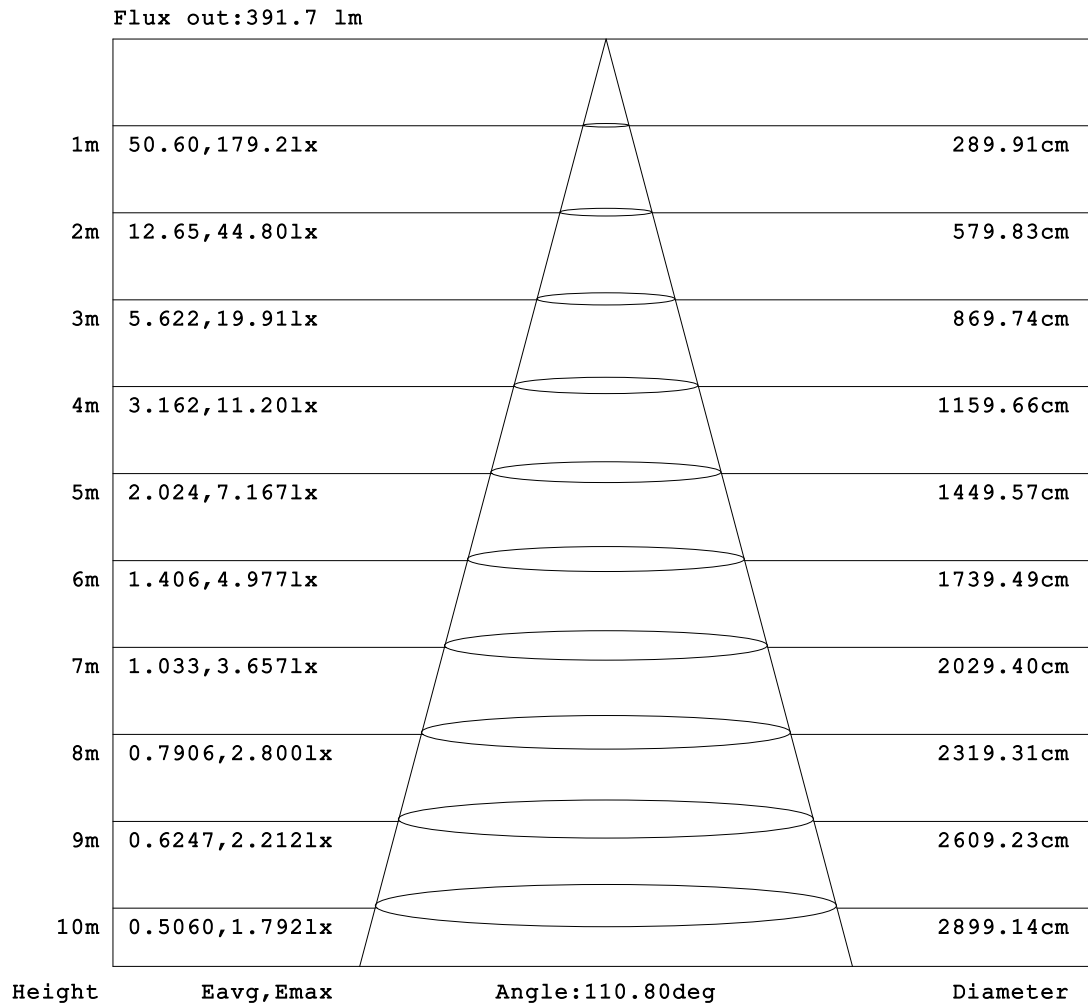 Flux out:391.7 lm
1m 50.60,179.2lx 289.91cm
2m 12.65,44.80lx 579.83cm
3m 5.622,19.91lx 869.74cm
4m 3.162,11.20lx 1159.66cm
5m 2.024,7.167lx 1449.57cm
6m 1.406,4.977lx 1739.49cm
7m 1.033,3.657lx 2029.40cm
8m 0.7906,2.800lx 2319.31cm
9m 0.6247,2.212lx 2609.23cm
10m 0.5060,1.792lx 2899.14cm
Height Eavg,Emax Angle:110.80deg Diameter